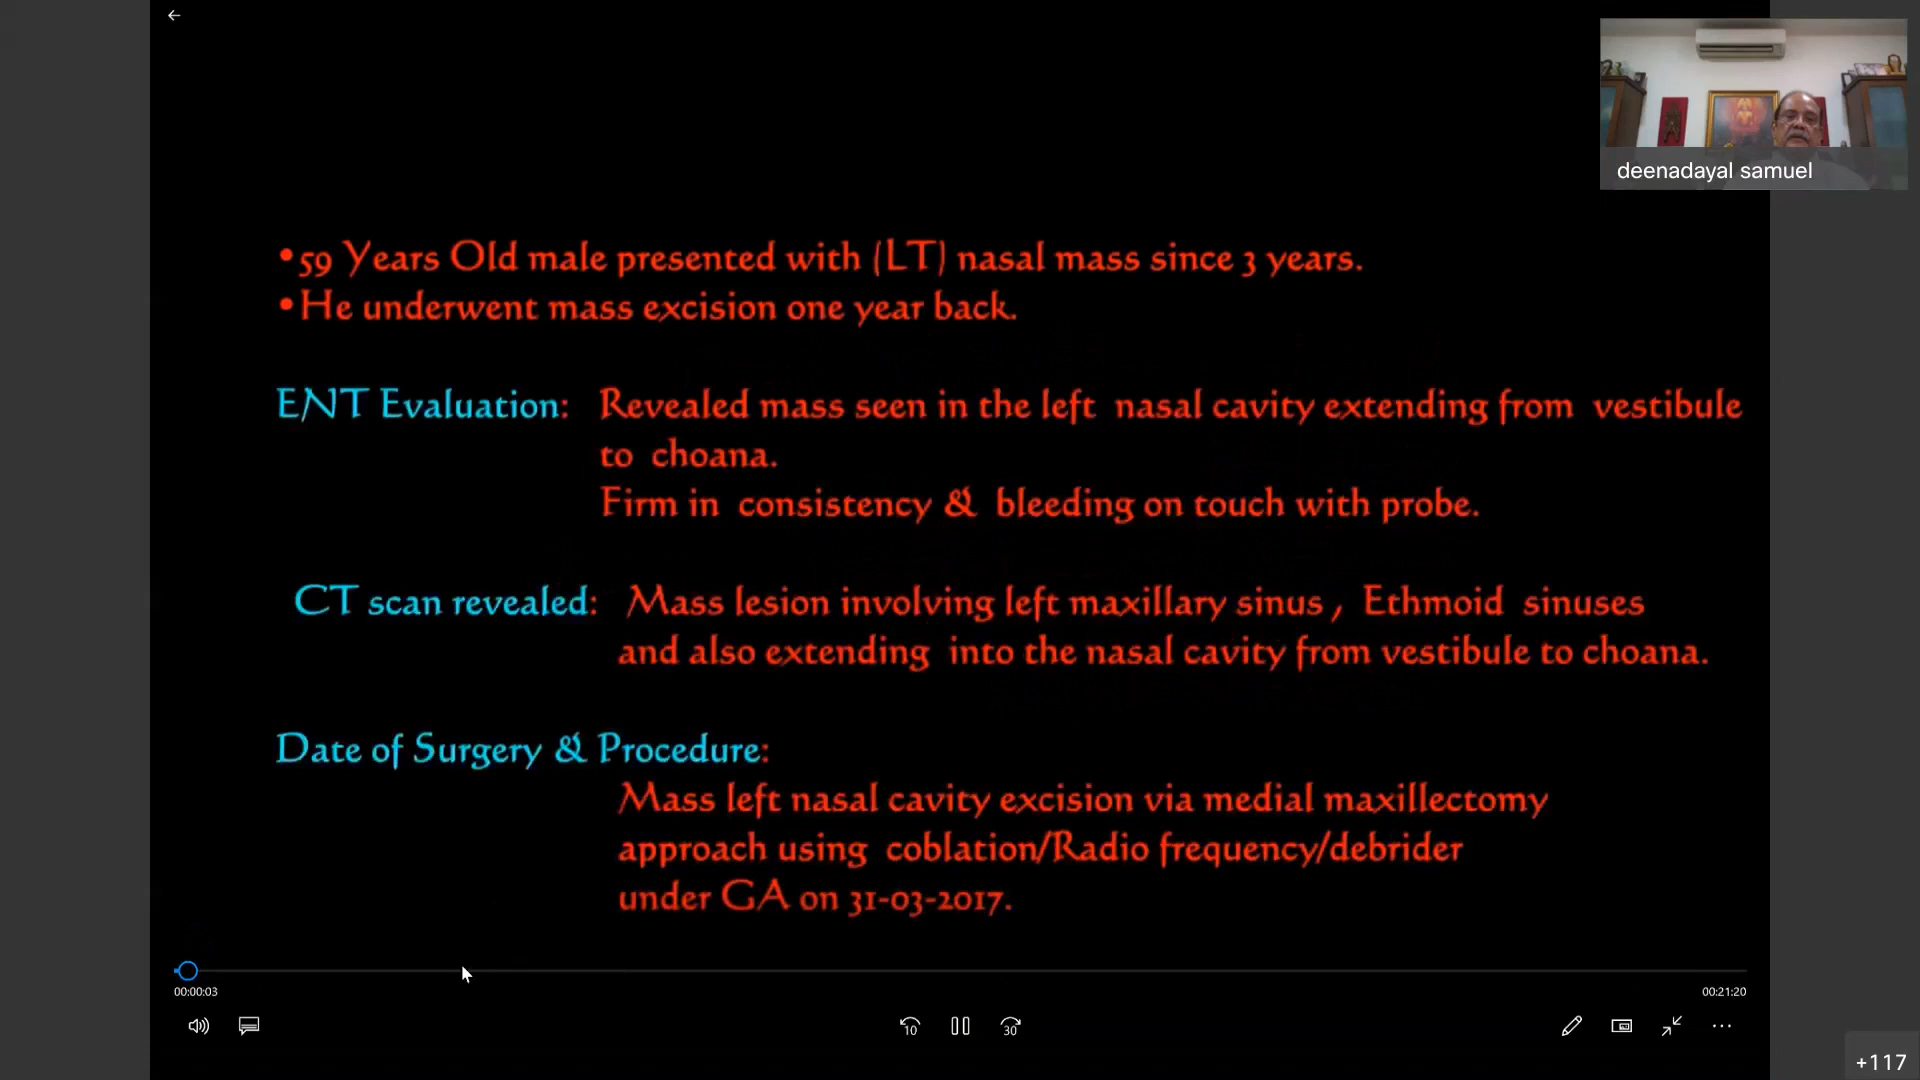 deenadayal samuel
•59 Years Old male presented with (LT) nasal mass since 3 years.
•He underwent mass excision one year back.
ENT Evaluation: Revealed mass seen in the left nasal cavity extending from vestibule
to choana.
Firm in consistency & bleeding on touch with probe.
CT scan revealed: Mass lesion involving left maxillary sinus , Ethmoid sinuses
and also extending into the nasal cavity from vestibule to choana.
Date of Surgery & Procedure:
Mass left nasal cavity excision via medial maxillectomy
approach using coblation/Radio frequency/debrider
under GA on 31-03-2017.
00:00:03
00:21:20
10
30
+117